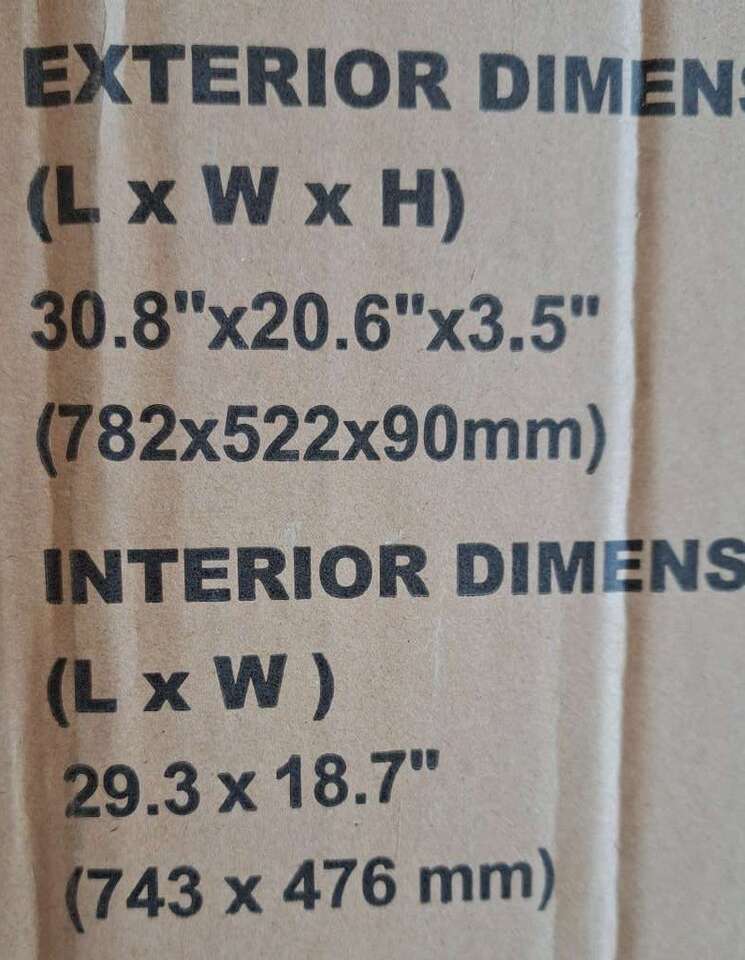 EXTERIOR DIMENS
(L x W x H)
30.8"x20.6"x3.5"
(782x522x90mm)
INTERIOR DIMENS
(L x W )
29.3 x 18.7"
(743 x 476 mm)